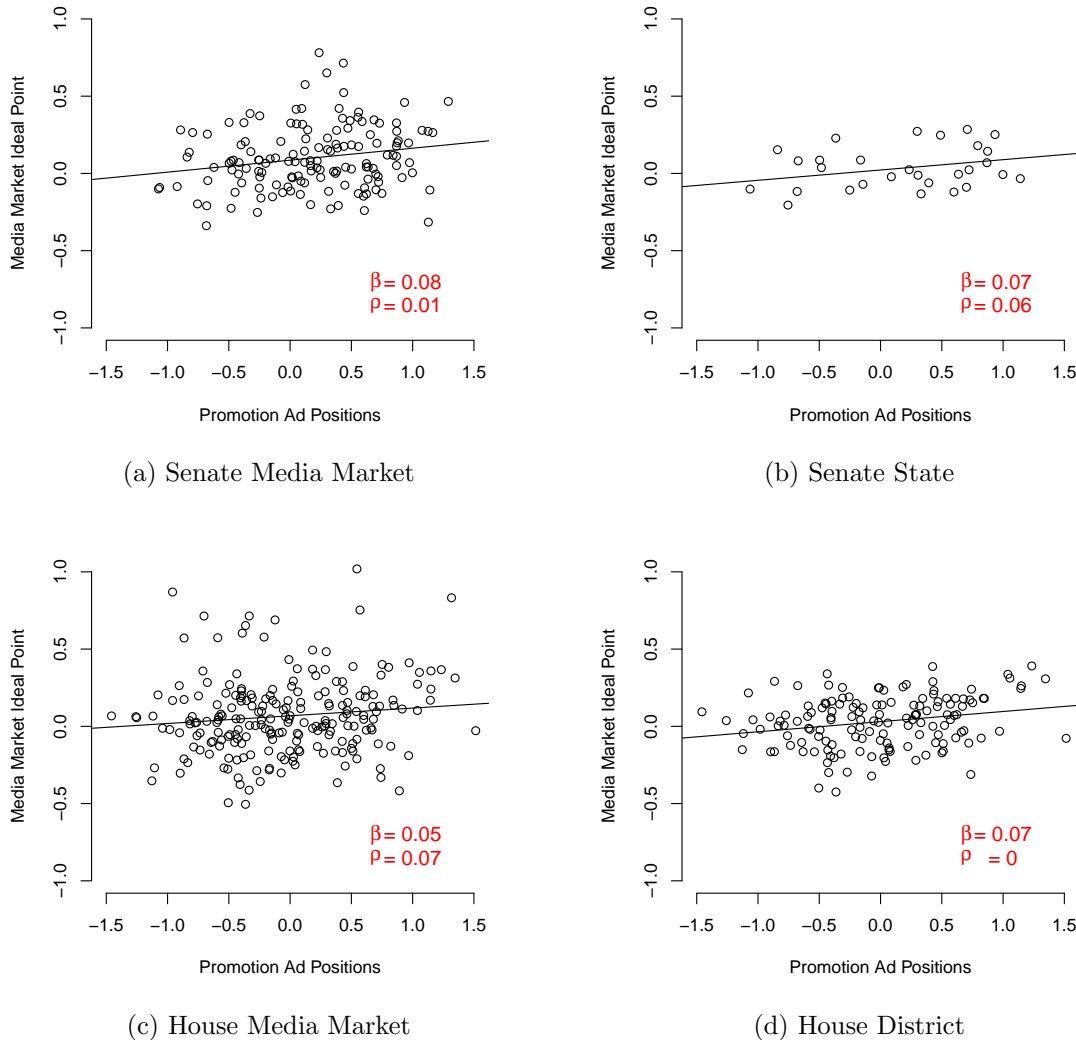 1.0
0.5
0.0
−0.5
−1.0
Media Market Ideal Point
β = 0.08
ρ = 0.01
−1.5 −1.0 −0.5 0.0 0.5 1.0 1.5
Promotion Ad Positions
(a) Senate Media Market
1.0
0.5
0.0
−0.5
−1.0
Media Market Ideal Point
β = 0.07
ρ = 0.06
−1.5 −1.0 −0.5 0.0 0.5 1.0 1.5
Promotion Ad Positions
(b) Senate State
1.0
0.5
0.0
−0.5
−1.0
Media Market Ideal Point
β = 0.05
ρ = 0.07
−1.5 −1.0 −0.5 0.0 0.5 1.0 1.5
Promotion Ad Positions
(c) House Media Market
1.0
0.5
0.0
−0.5
−1.0
Media Market Ideal Point
β = 0.07
ρ = 0
−1.5 −1.0 −0.5 0.0 0.5 1.0 1.5
Promotion Ad Positions
(d) House District